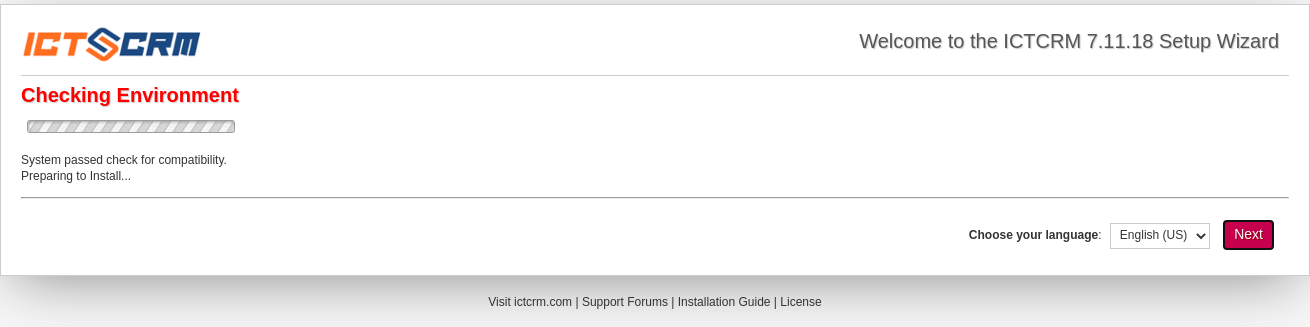 ICTSCRM
Welcome to the ICTCRM 7.11.18 Setup Wizard
Checking Environment
System passed check for compatibility.
Preparing to Install...
Choose your language: English (US) Next
Visit ictcrm.com | Support Forums | Installation Guide | License